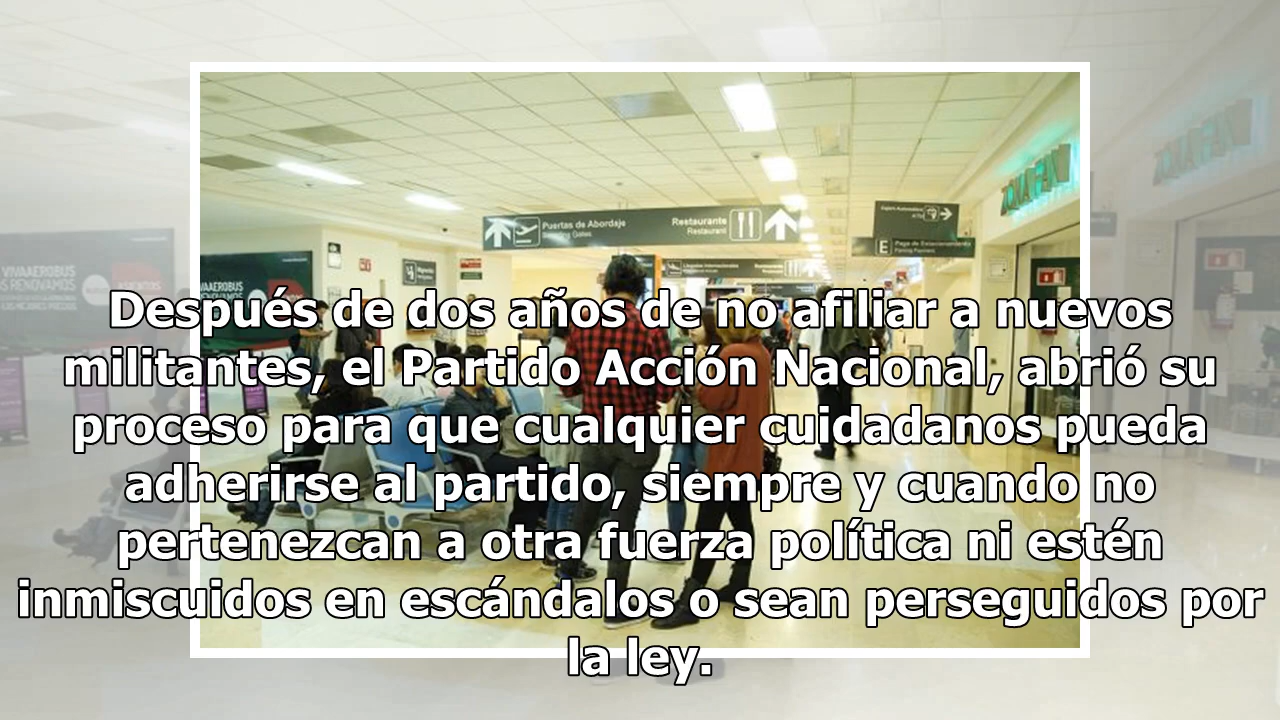 ZONA FAN
Puertas de Abordaje
Restaurante
Restaurant
VIVAAEROBUS
Después de dos años de no afiliar a nuevos
militantes, el Partido Acción Nacional, abrió su
proceso para que cualquier cuidadanos pueda
adherirse al partido, siempre y cuando no
pertenezcan a otra fuerza política ni estén
inmiscuidos en escándalos o sean perseguidos por
la ley.